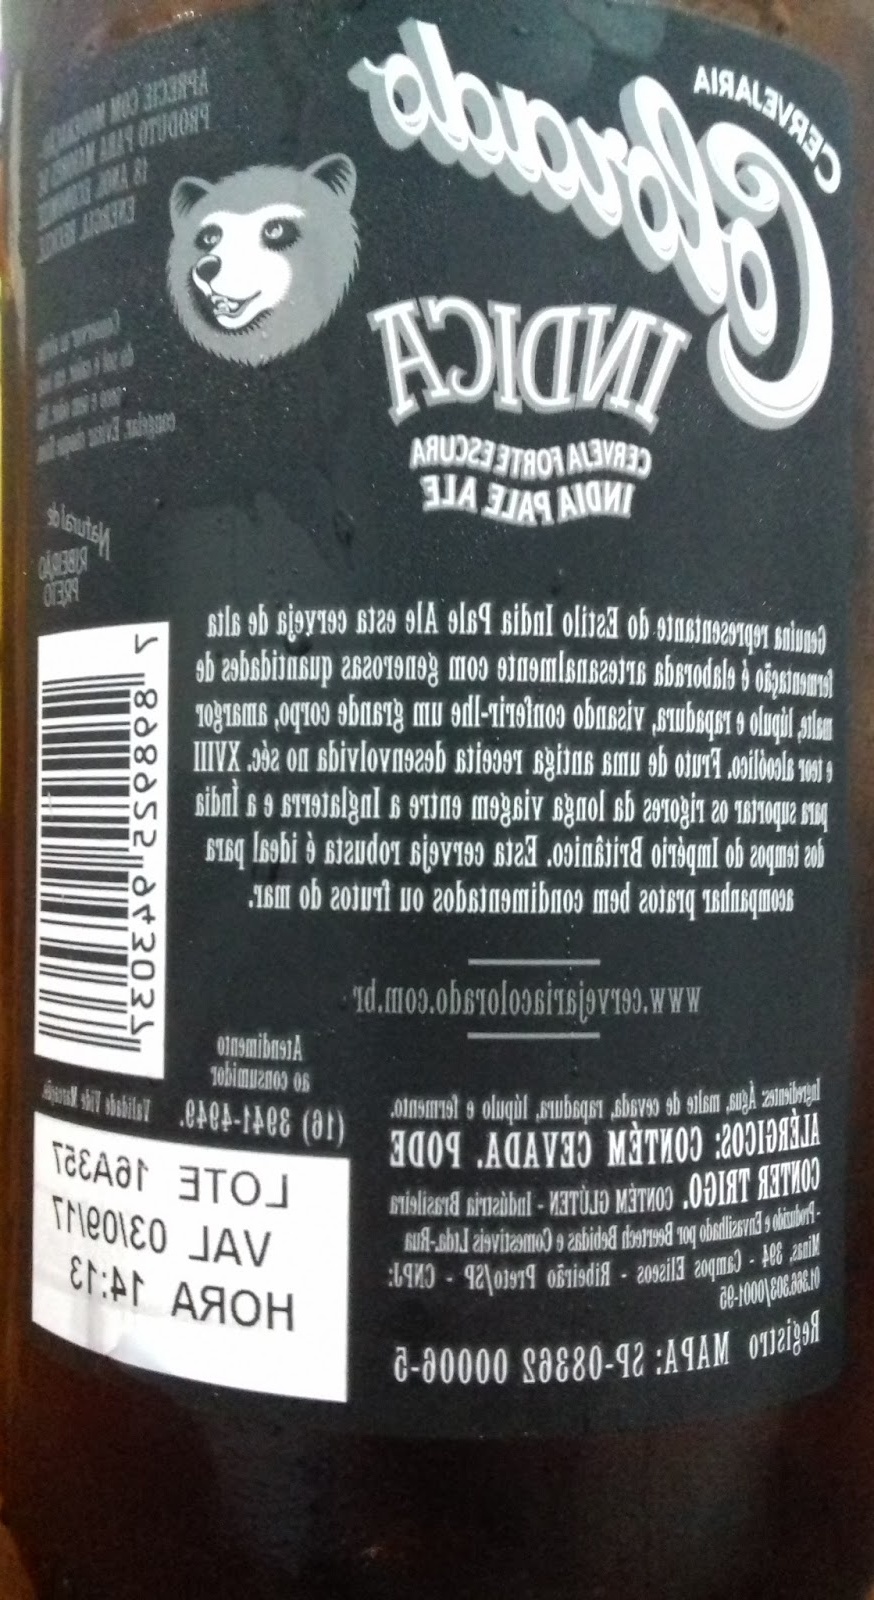 CERVEJARIA
Colorado
INDICA
CERVEJA FORTE ESCURA
INDIA PALE ALE
Genuína representante do Estilo India Pale Ale esta cerveja de alta
fermentação é elaborada artesanalmente com generosas quantidades de
malte, lúpulo e rapadura, visando conferir-lhe um grande corpo, amargor
e teor alcoólico. Fruto de uma antiga receita desenvolvida no séc. XVIII
para suportar os rigores da longa viagem entre a Inglaterra e a Índia
dos tempos do Império Britânico. Esta cerveja robusta é ideal para
acompanhar pratos bem condimentados ou frutos do mar.
www.cervejariacolorado.com.br
Atendimento
ao consumidor
(16) 3941-4949.
Ingredientes: Água, malte de cevada, rapadura, lúpulo e fermento.
ALÉRGICOS: CONTÉM CEVADA. PODE
CONTER TRIGO. CONTÉM GLÚTEN - Indústria Brasileira
- Produzido e Envasilhado por Beertech Bebidas e Comestíveis Ltda.-Rua
Minas, 394 - Campos Elíseos - Ribeirão Preto/SP - CNPJ:
01.366.303/0001-95
Registro MAPA: SP-08362 00006-5
APRECIE COM MODERAÇÃO.
PRODUTO PARA MAIORES DE
18 ANOS.
congelar. Evitar
Natural de
RIBEIRÃO
PRETO
7 898925 943037
Validade Vide Marcação.
LOTE 16A357
VAL 03/09/17
HORA 14:13